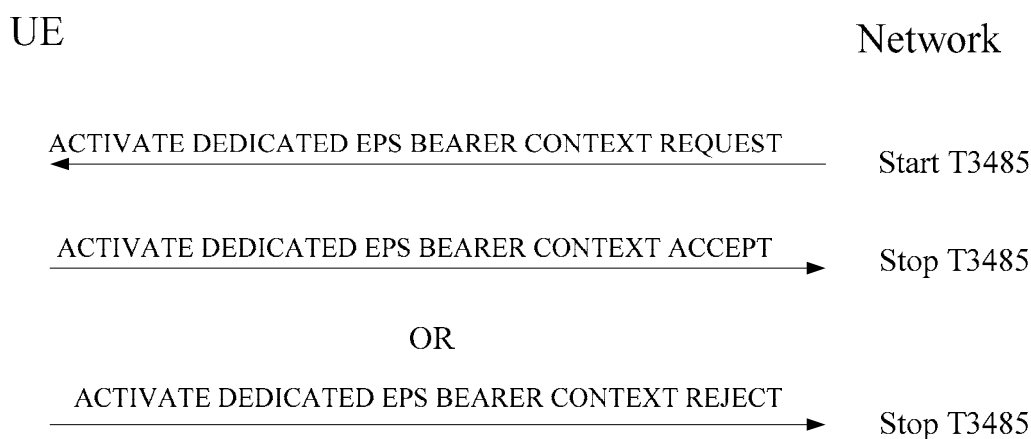 UE
Network
ACTIVATE DEDICATED EPS BEARER CONTEXT REQUEST
Start T3485
ACTIVATE DEDICATED EPS BEARER CONTEXT ACCEPT
Stop T3485
OR
ACTIVATE DEDICATED EPS BEARER CONTEXT REJECT
Stop T3485